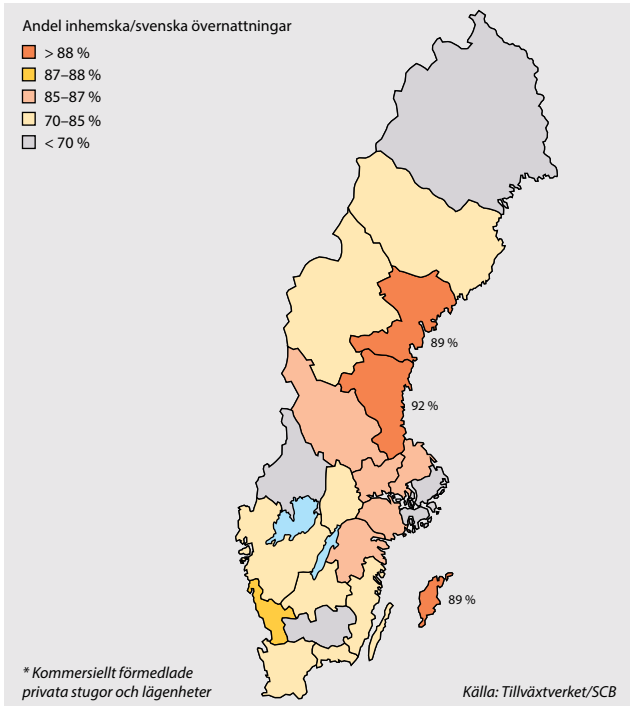 Andel inhemska/svenska övernattningar
> 88 %
87–88 %
85–87 %
70–85 %
< 70 %
89 %
92 %
89 %
* Kommersiellt förmedlade
privata stugor och lägenheter
Källa: Tillväxtverket/SCB